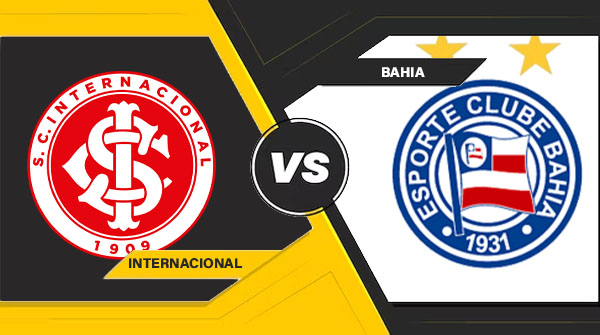 S.C. INTERNACIONAL
1909
INTERNACIONAL
VS
BAHIA
ESPORTE CLUBE BAHIA
1931